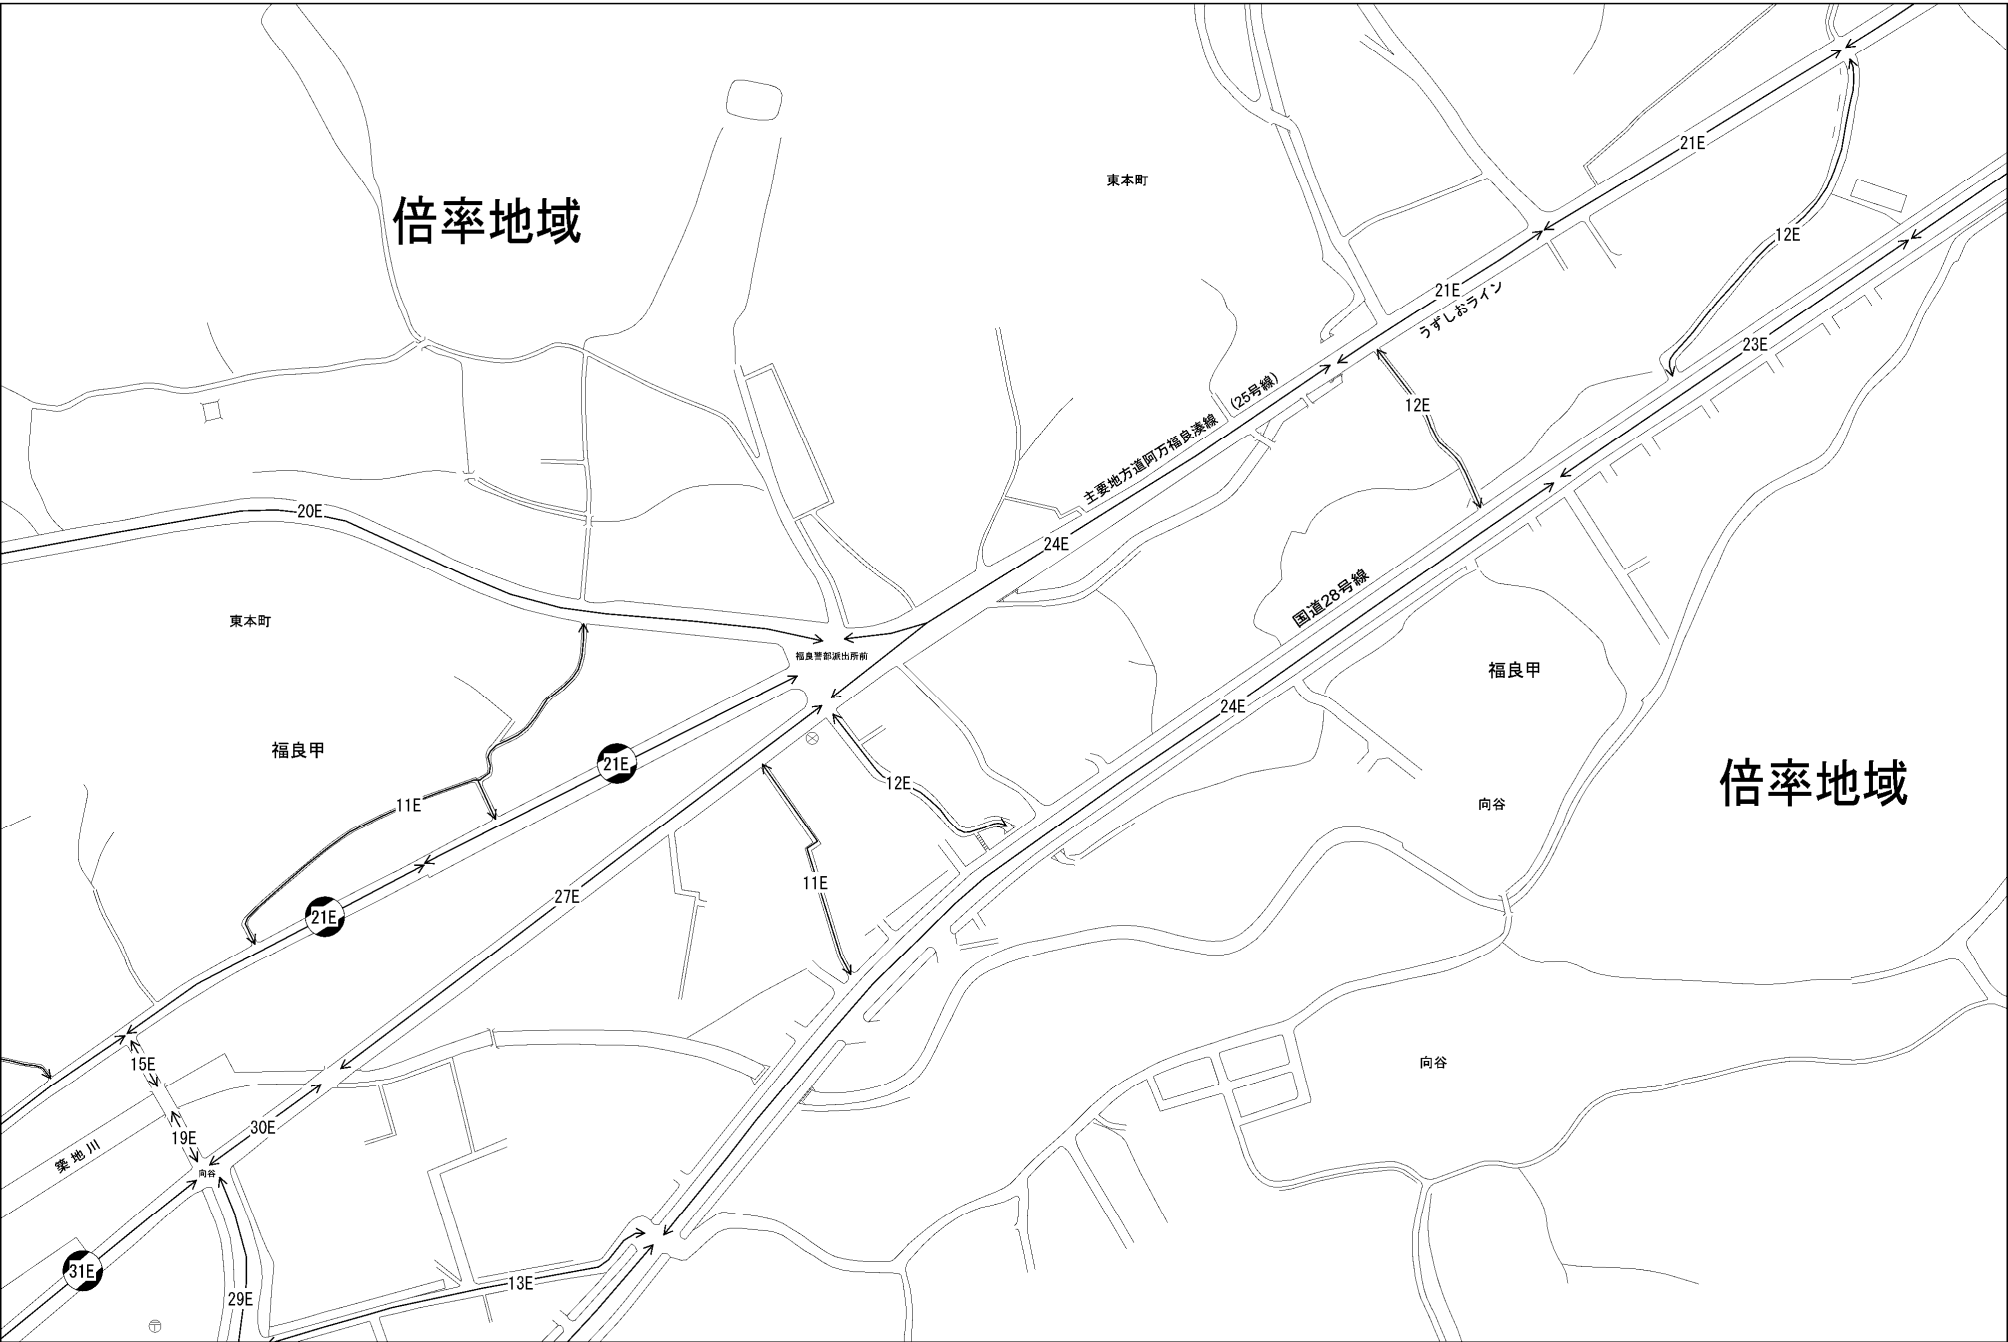 21E
東本町
倍率地域
12E
21E
うずしおライン
23E
(25号線)
12E
主要地方道阿万福良湊線
20E
24E
国道28号線
東本町
福良警部派出所前
福良甲
24E
福良甲
21E
倍率地域
12E
11E
向谷
11E
27E
21E
15E
向谷
30E
19E
築地川
向谷
31E
13E
29E